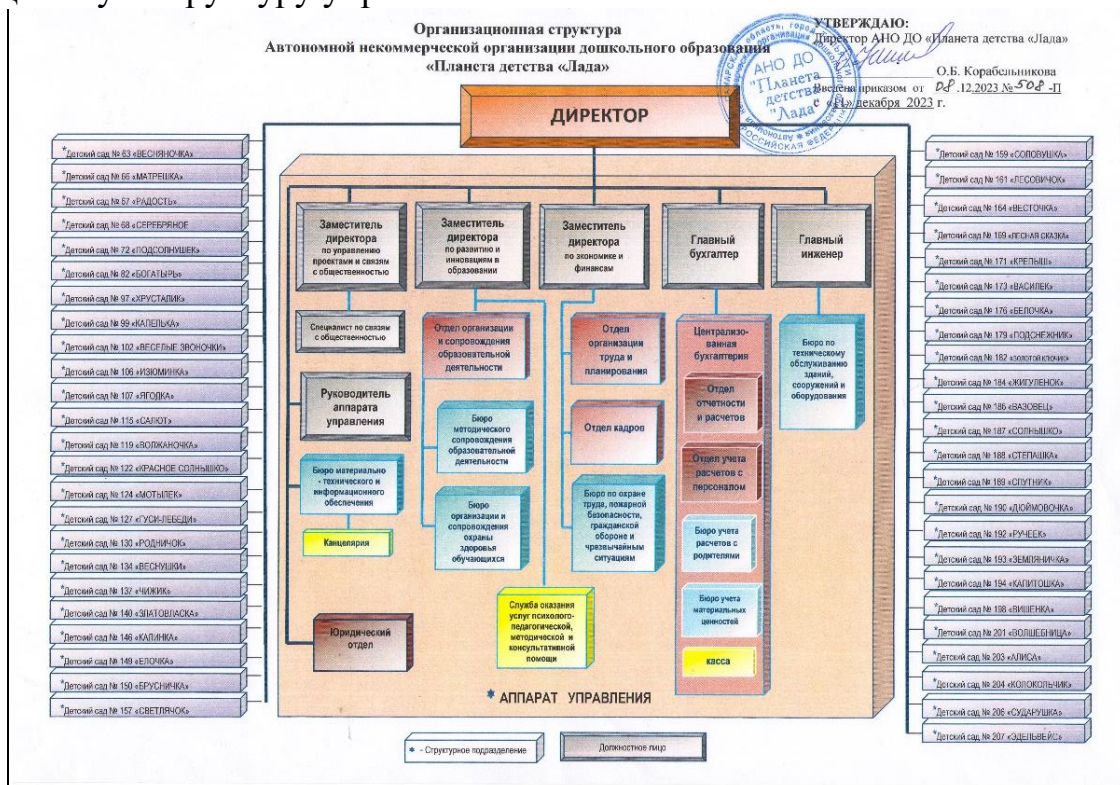 Организационная структура
Автономной некоммерческой организации дошкольного образования
«Планета детства «Лада»
УТВЕРЖДАЮ:
Директор АНО ДО «Планета детства «Лада»
О.Б. Корабельникова
Введена приказом от 08.12.2023 № 508 -П
с «11» декабря 2023 г.
АНО ДО
"Планета
детства
"Лада"
ДИРЕКТОР
*Детский сад № 63 «ВЕСНЯНОЧКА»
*Детский сад № 66 «МАТРЕШКА»
*Детский сад № 67 «РАДОСТЬ»
*Детский сад № 68 «СЕРЕБРЯНОЕ
*Детский сад № 72 «ПОДСОЛНУШЕК»
*Детский сад № 82 «БОГАТЫРЬ»
*Детский сад № 97 «ХРУСТАЛИК»
*Детский сад № 99 «КАПЕЛЬКА»
*Детский сад № 102 «ВЕСЕЛЫЕ ЗВОНОЧКИ»
*Детский сад № 106 «ИЗЮМИНКА»
*Детский сад № 107 «ЯГОДКА»
*Детский сад № 115 «САЛЮТ»
*Детский сад № 119 «ВОЛЖАНОЧКА»
*Детский сад № 122 «КРАСНОЕ СОЛНЫШКО»
*Детский сад № 124 «МОТЫЛЕК»
*Детский сад № 127 «ГУСИ-ЛЕБЕДИ»
*Детский сад № 130 «РОДНИЧОК»
*Детский сад № 134 «ВЕСНУШКИ»
*Детский сад № 137 «ЧИЖИК»
*Детский сад № 140 «ЗЛАТОВЛАСКА»
*Детский сад № 146 «КАЛИНКА»
*Детский сад № 149 «ЕЛОЧКА»
*Детский сад № 150 «БРУСНИЧКА»
*Детский сад № 157 «СВЕТЛЯЧОК»
Заместитель
директора
по управлению
проектами и связям
с общественностью
Специалист по связям
с общественностью
Руководитель
аппарата
управления
Бюро материально
- технического и
информационного
обеспечения
Канцелярия
Юридический
отдел
Заместитель
директора
по развитию и
инновациям в
образовании
Отдел организации
и сопровождения
образовательной
деятельности
Бюро
методического
сопровождения
образовательной
деятельности
Бюро
организации и
сопровождения
охраны
здоровья
обучающихся
Служба оказания
услуг психолого-
педагогической,
методической и
консультативной
помощи
Заместитель
директора
по экономике и
финансам
Отдел
организации
труда и
планирования
Отдел кадров
Бюро по охране
труда, пожарной
безопасности,
гражданской
обороне и
чрезвычайным
ситуациям
Главный
бухгалтер
Централизо-
ванная
бухгалтерия
Отдел
отчетности
и расчетов
Отдел учета
расчетов с
персоналом
Бюро учета
расчетов с
родителями
Бюро учета
материальных
ценностей
касса
Главный
инженер
Бюро по
техническому
обслуживанию
зданий,
сооружений и
оборудования
* АППАРАТ УПРАВЛЕНИЯ
*Детский сад № 159 «СОЛОВУШКА»
*Детский сад № 161 «ЛЕСОВИЧОК»
*Детский сад № 164 «ВЕСТОЧКА»
*Детский сад № 169 «ЛЕСНАЯ СКАЗКА»
*Детский сад № 171 «КРЕПЫШ»
*Детский сад № 173 «ВАСИЛЕК»
*Детский сад № 176 «БЕЛОЧКА»
*Детский сад № 179 «ПОДСНЕЖНИК»
*Детский сад № 182 «ЗОЛОТОЙ КЛЮЧИК»
*Детский сад № 184 «ЖИГУЛЕНОК»
*Детский сад № 186 «ВАЗОВЕЦ»
*Детский сад № 187 «СОЛНЫШКО»
*Детский сад № 188 «СТЕПАШКА»
*Детский сад № 189 «СПУТНИК»
*Детский сад № 190 «ДЮЙМОВОЧКА»
*Детский сад № 192 «РУЧЕЕК»
*Детский сад № 193 «ЗЕМЛЯНИЧКА»
*Детский сад № 194 «КАПИТОШКА»
*Детский сад № 198 «ВИШЕНКА»
*Детский сад № 201 «ВОЛШЕБНИЦА»
*Детский сад № 203 «АЛИСА»
*Детский сад № 204 «КОЛОКОЛЬЧИК»
*Детский сад № 206 «СУДАРУШКА»
*Детский сад № 207 «ЭДЕЛЬВЕЙС»
* - Структурное подразделение
Должностное лицо